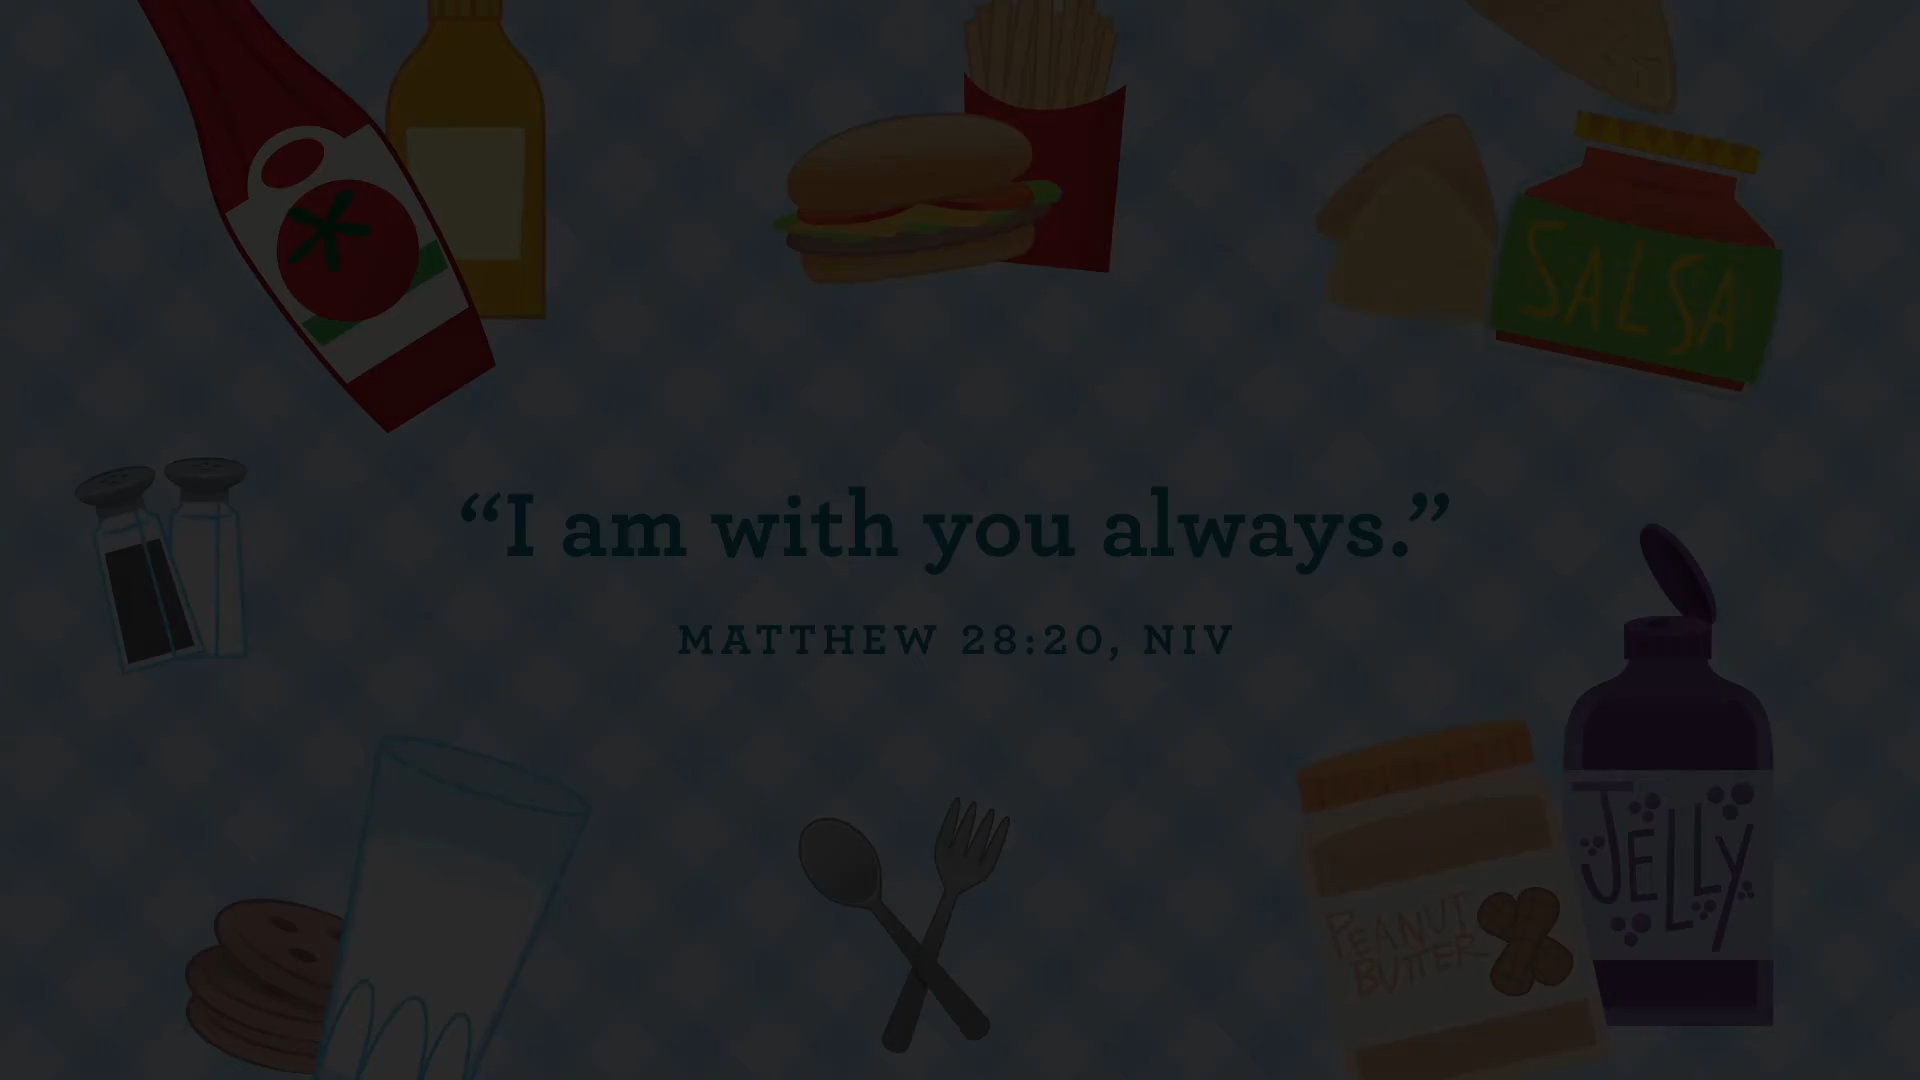 SALSA
“I am with you always.”
MATTHEW 28:20, NIV
JELLY
PEANUT
BUTTER